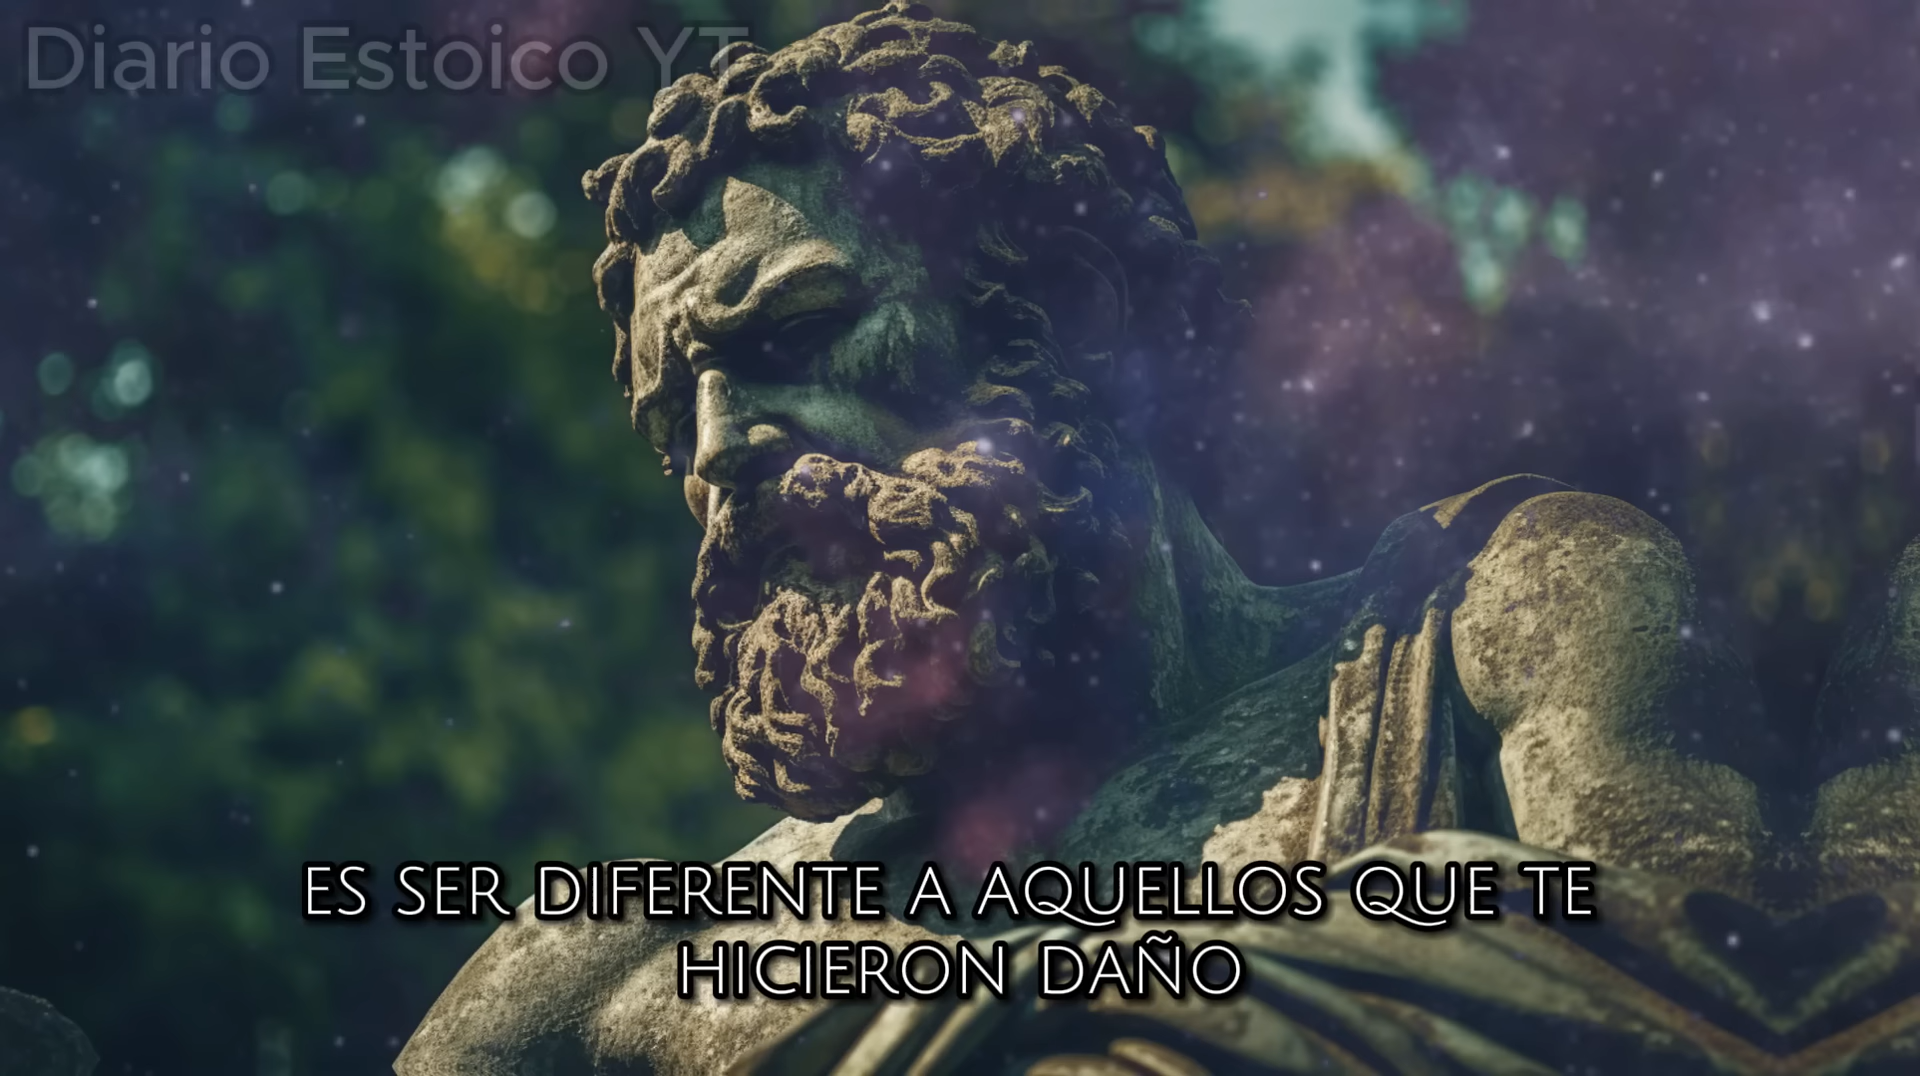 Diario Estoico YT
ES SER DIFERENTE A AQUELLOS QUE TE
HICIERON DAÑO